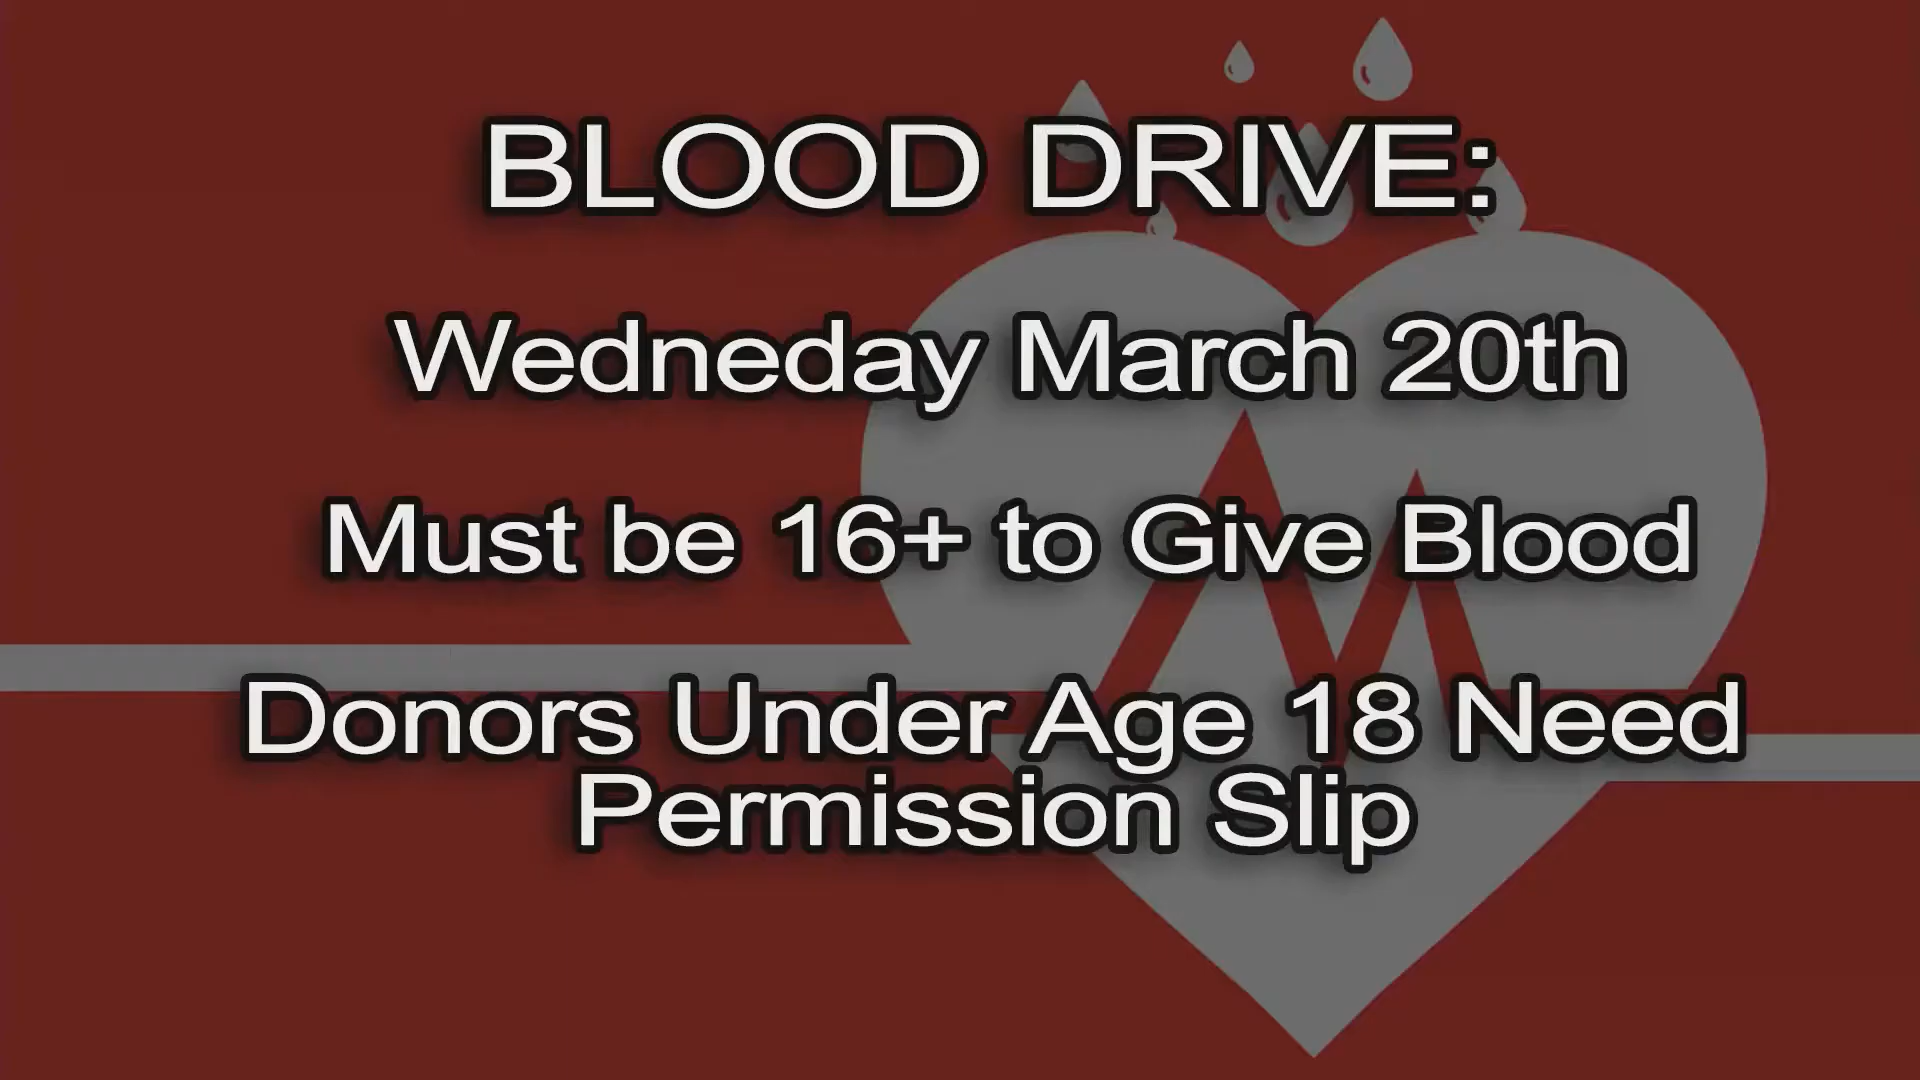 BLOOD DRIVE:
Wedneday March 20th
Must be 16+ to Give Blood
Donors Under Age 18 Need
Permission Slip